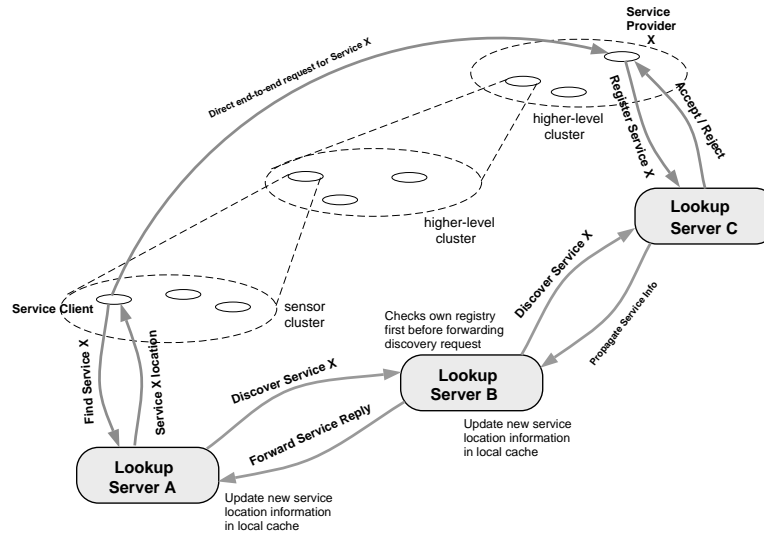 Service
Provider
X
Direct end-to-end request for Service X
higher-level
cluster
Register Service X
Accept / Reject
Lookup
Server C
higher-level
cluster
Service Client
sensor
cluster
Discover Service X
Propagate Service Info
Checks own registry
first before forwarding
discovery request
Find Service X
Service X location
Discover Service X
Lookup
Server B
Forward Service Reply
Update new service
location information
in local cache
Lookup
Server A
Update new service
location information
in local cache